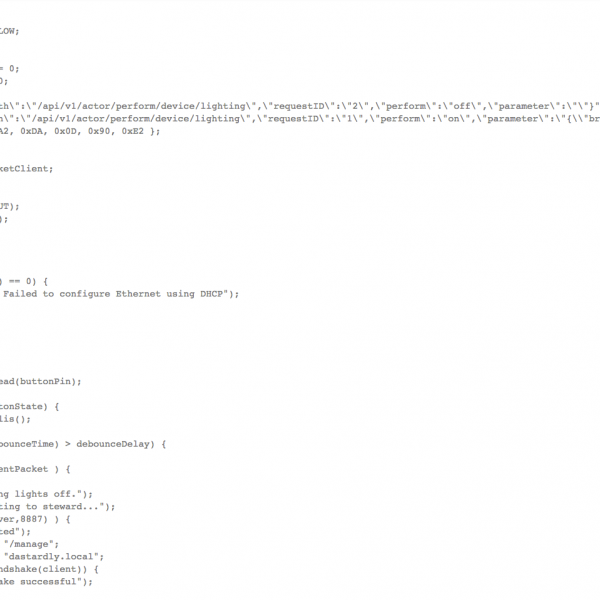 LOW;
= 0;
0;
th\":\"/api/v1/actor/perform/device/lighting\",\"requestID\":\"2\",\"perform\":\"off\",\"parameter\":\"\"}"
h\":\"/api/v1/actor/perform/device/lighting\",\"requestID\":\"1\",\"perform\":\"on\",\"parameter\":\"{\\"br
A2, 0xDA, 0x0D, 0x90, 0xE2 };
ketClient;
UT);
);
) == 0) {
Failed to configure Ethernet using DHCP");
ead(buttonPin);
tonState) {
lis();
bounceTime) > debounceDelay) {
entPacket ) {
ng lights off.");
ting to steward...");
ver,8887) ) {
ted");
"/manage";
"dastardly.local";
ndshake(client)) {
ake successful");